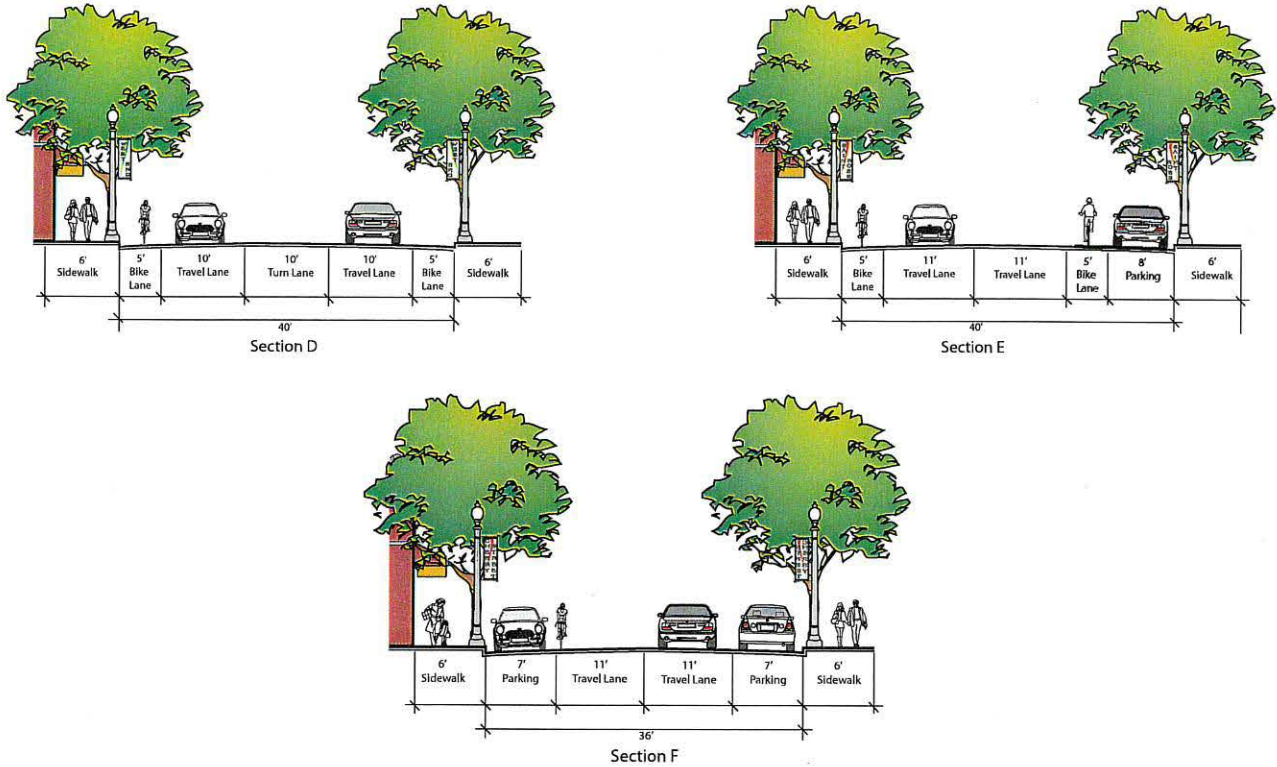 6' Sidewalk
5' Bike Lane
10' Travel Lane
10' Turn Lane
10' Travel Lane
5' Bike Lane
6' Sidewalk
40'
Section D
6' Sidewalk
5' Bike Lane
11' Travel Lane
11' Travel Lane
5' Bike Lane
8' Parking
6' Sidewalk
40'
Section E
6' Sidewalk
7' Parking
11' Travel Lane
11' Travel Lane
7' Parking
6' Sidewalk
36'
Section F